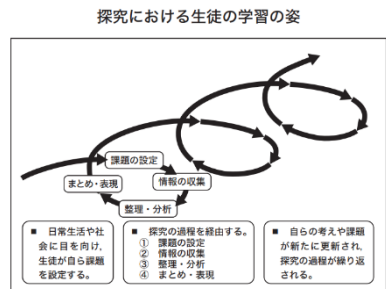 探究における生徒の学習の姿
課題の設定
まとめ・表現
情報の収集
整理・分析
■ 日常生活や社
会に目を向け，
生徒が自ら課題
を設定する。
■ 探究の過程を経由する。
① 課題の設定
② 情報の収集
③ 整理・分析
④ まとめ・表現
■ 自らの考えや課題
が新たに更新され，
探究の過程が繰り返
される。